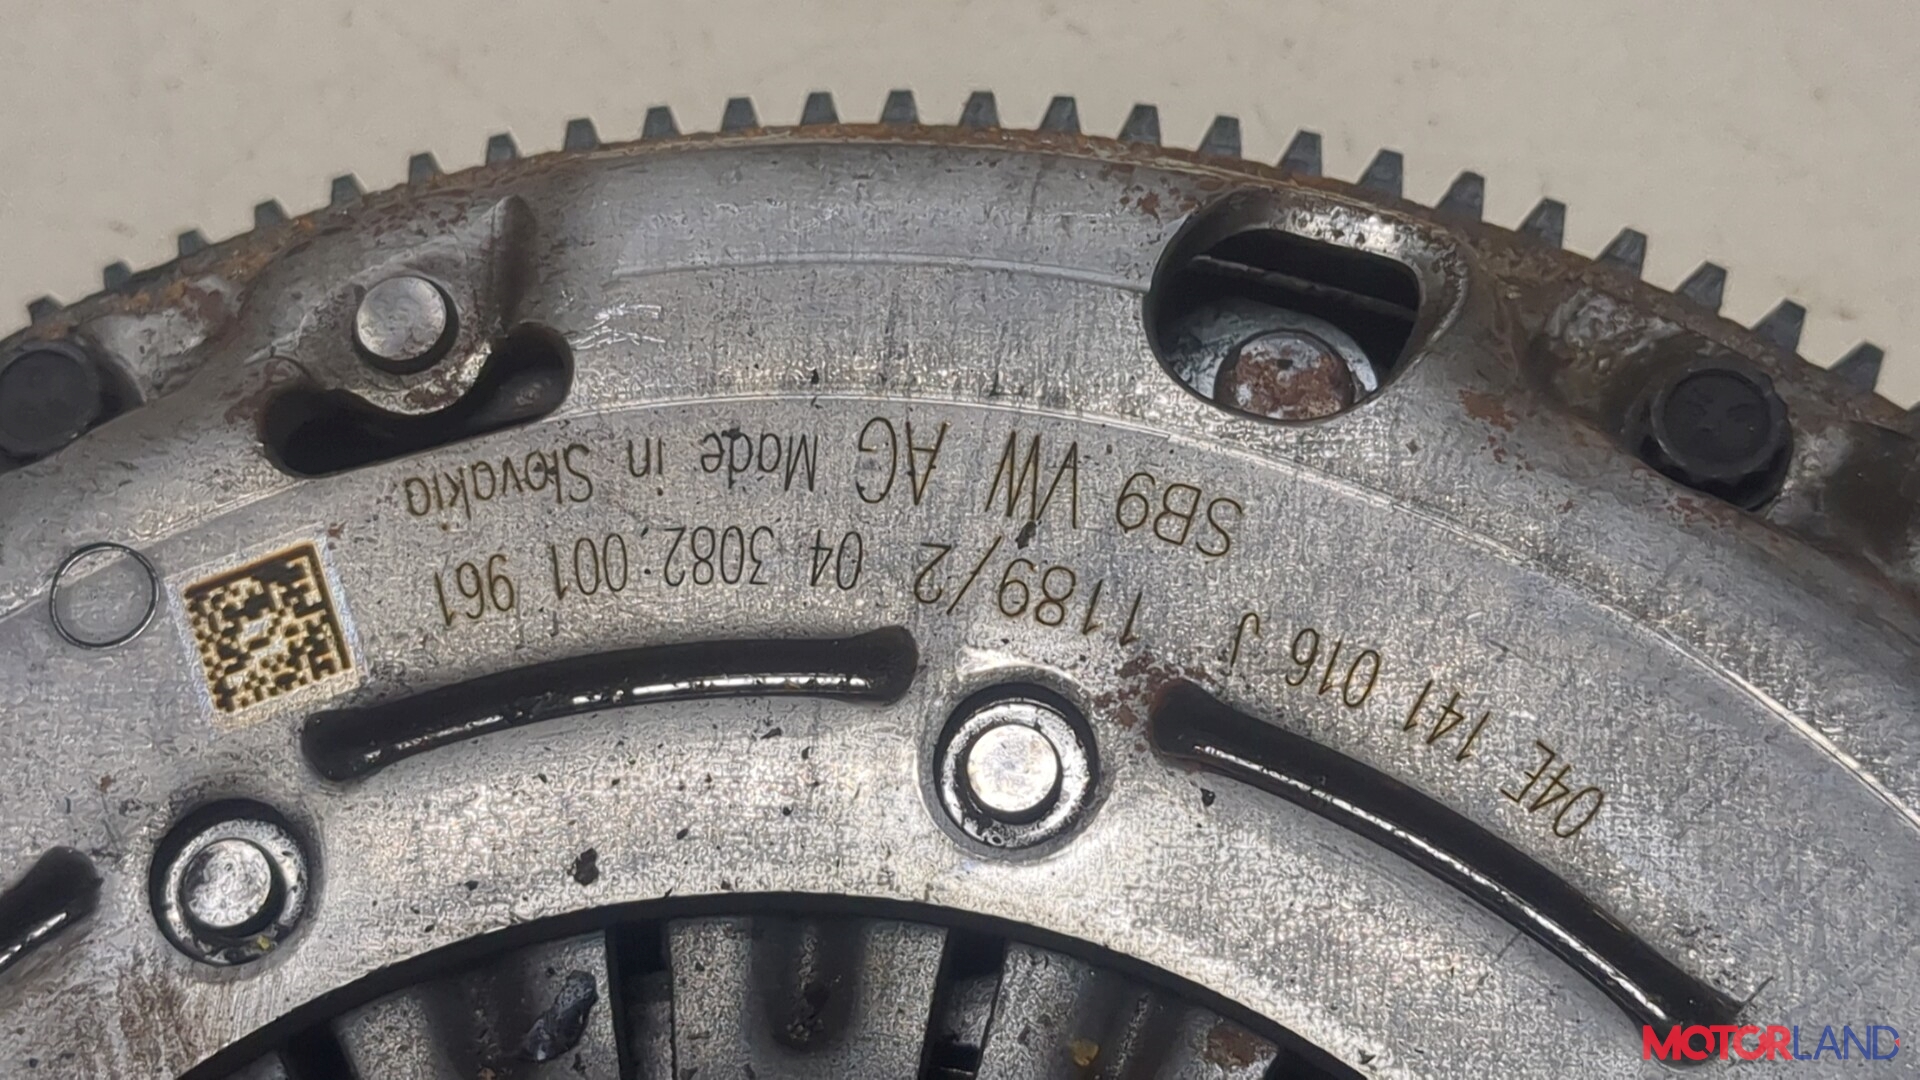 04E 141 016 J
SB9 VW AG Made in Slovakia
1189/2 04 3082.001 961
MOTORLAND